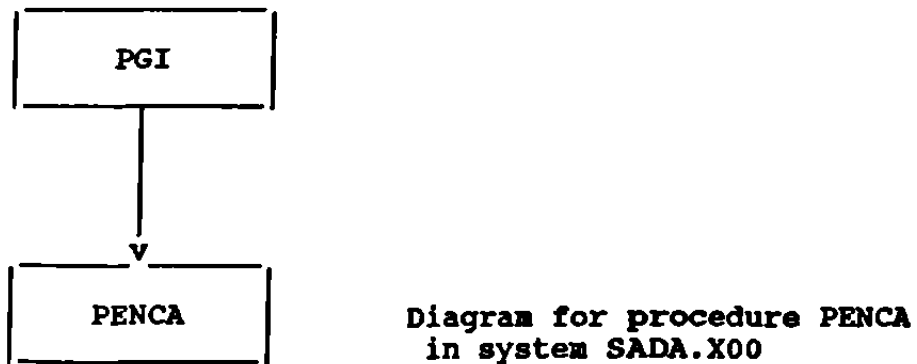 PGI
PENCA
Diagram for procedure PENCA
in system SADA.X00